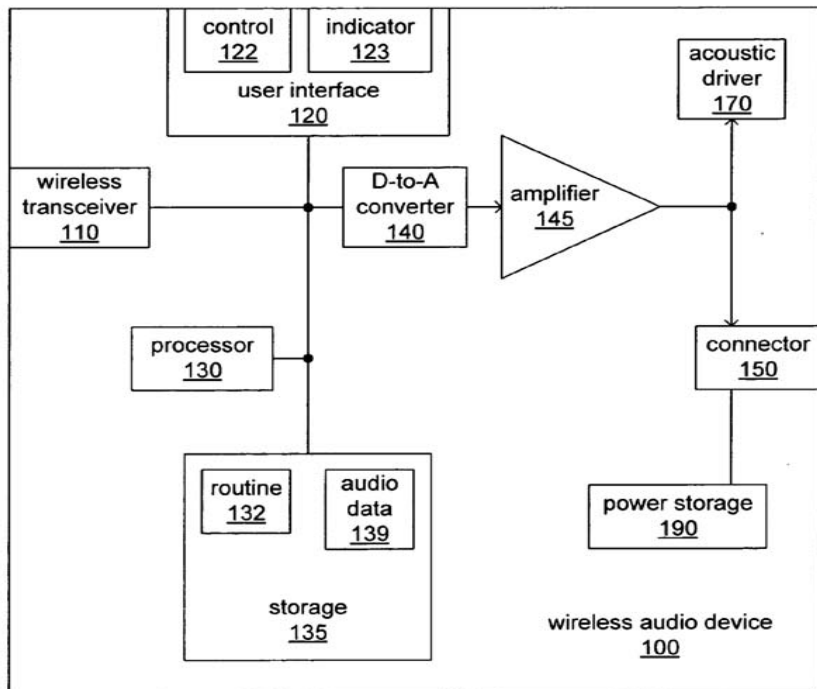 control
122
indicator
123
user interface
120
acoustic
driver
170
wireless
transceiver
110
D-to-A
converter
140
amplifier
145
processor
130
connector
150
routine
132
audio
data
139
storage
135
power storage
190
wireless audio device
100